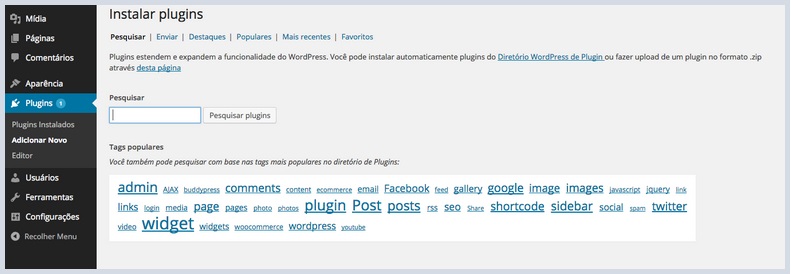 Mídia
Páginas
Comentários
Aparência
Plugins 1
Plugins Instalados
Adicionar Novo
Editor
Usuários
Ferramentas
Configurações
Recolher Menu
Instalar plugins
Pesquisar | Enviar | Destaques | Populares | Mais recentes | Favoritos
Plugins estendem e expandem a funcionalidade do WordPress. Você pode instalar automaticamente plugins do Diretório WordPress de Plugin ou fazer upload de um plugin no formato .zip
através desta página
Pesquisar
Pesquisar plugins
Tags populares
Você também pode pesquisar com base nas tags mais populares no diretório de Plugins:
admin AJAX buddypress comments content ecommerce email Facebook feed gallery google image images javascript jquery link
links login media page pages photo photos plugin Post posts rss seo Share shortcode sidebar social spam twitter
video widget widgets woocommerce wordpress youtube